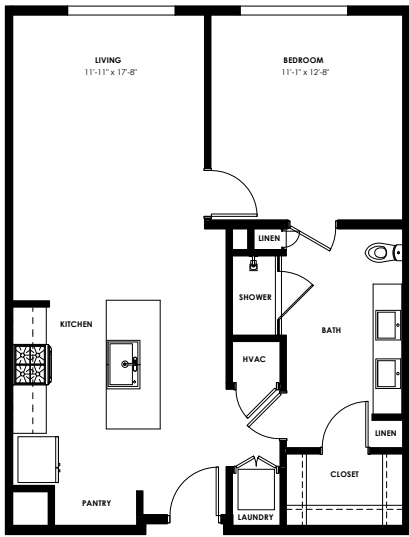 LIVING
11'-11" x 17'-8"
BEDROOM
11'-1" x 12'-8"
LINEN
SHOWER
KITCHEN
BATH
HVAC
LINEN
CLOSET
PANTRY
LAUNDRY